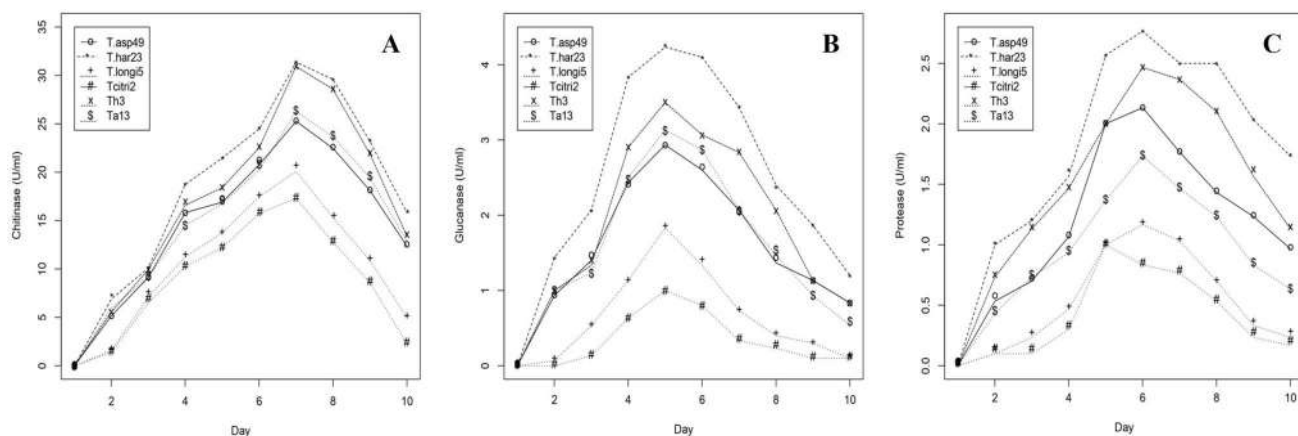 A
T.asp49
T.har23
T.longi5
Tcitri2
Th3
Ta13
Chitinase (U/ml)
35
30
25
20
15
10
5
0
2 4 6 8 10
Day
B
T.asp49
T.har23
T.longi5
Tcitri2
Th3
Ta13
Glucanase (U/ml)
4
3
2
1
0
2 4 6 8 10
Day
C
T.asp49
T.har23
T.longi5
Tcitri2
Th3
Ta13
Protease (U/ml)
2.5
2.0
1.5
1.0
0.5
0.0
2 4 6 8 10
Day